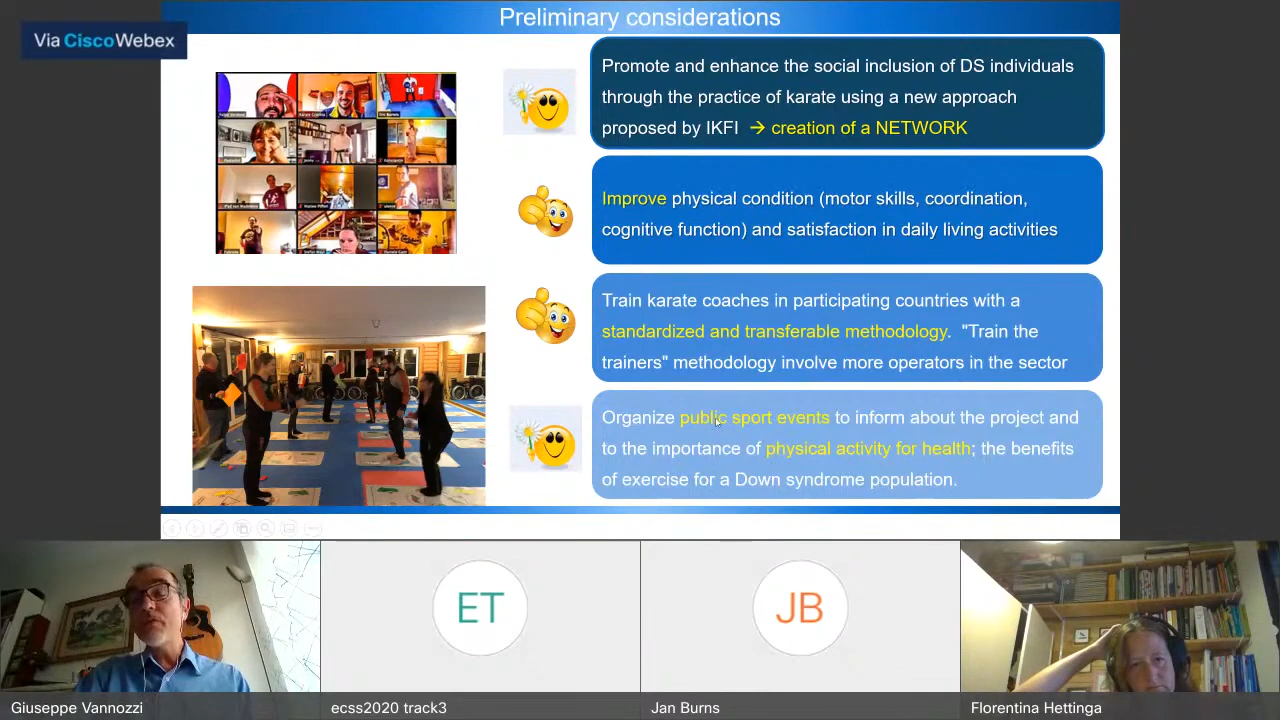 Preliminary considerations
Via Cisco Webex
Promote and enhance the social inclusion of DS individuals
through the practice of karate using a new approach
proposed by IKFI → creation of a NETWORK
Improve physical condition (motor skills, coordination,
cognitive function) and satisfaction in daily living activities
Train karate coaches in participating countries with a
standardized and transferable methodology. "Train the
trainers" methodology involve more operators in the sector
Organize public sport events to inform about the project and
to the importance of physical activity for health; the benefits
of exercise for a Down syndrome population.
ET
JB
Giuseppe Vannozzi
ecss2020 track3
Jan Burns
Florentina Hettinga